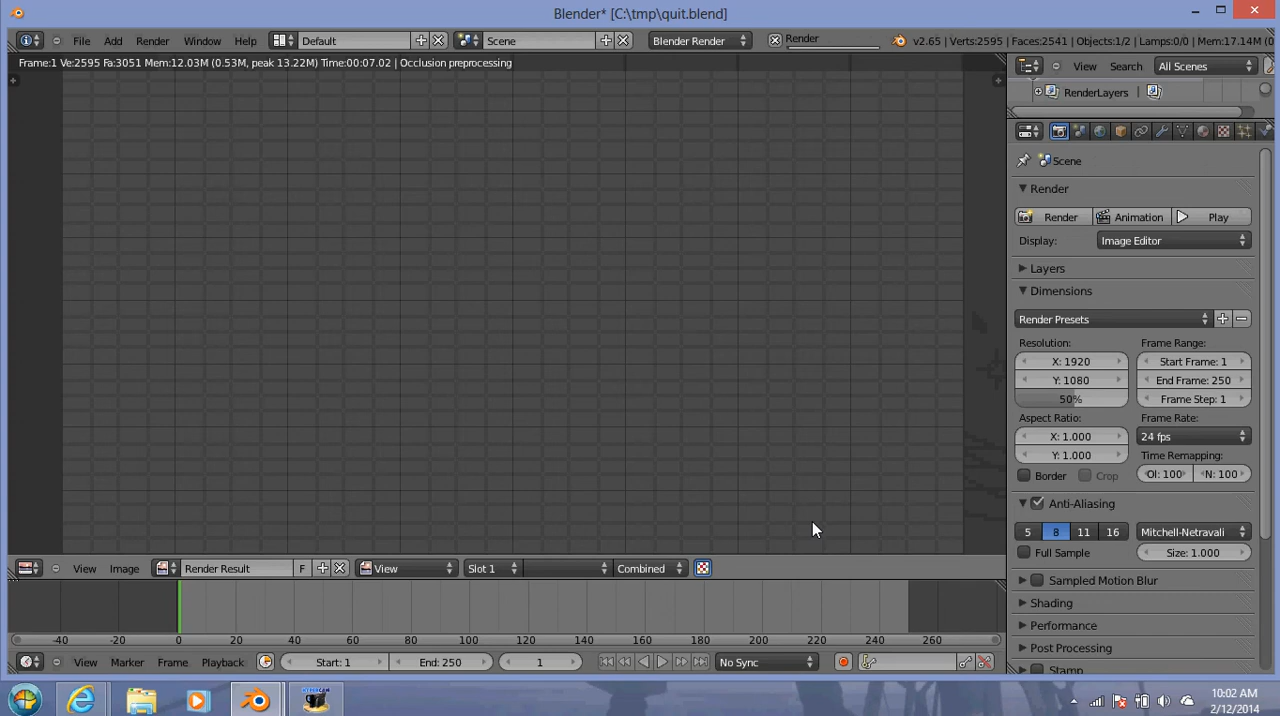 Blender* [C:\tmp\quit.blend]
File Add Render Window Help Default Scene Blender Render Render v2.65 | Verts:2595 | Faces:2541 | Objects:1/2 | Lamps:0/0 | Mem:17.14M (0
Frame:1 Ve:2595 Fa:3051 Mem:12.03M (0.53M, peak 13.22M) Time:00:07.02 | Occlusion preprocessing
View Search All Scenes
RenderLayers
Scene
Render
Render Animation Play
Display: Image Editor
Layers
Dimensions
Render Presets
Resolution: Frame Range:
X: 1920 Start Frame: 1
Y: 1080 End Frame: 250
50% Frame Step: 1
Aspect Ratio: Frame Rate:
X: 1.000 24 fps
Y: 1.000 Time Remapping:
Border Crop Ol: 100 N: 100
Anti-Aliasing
5 8 11 16 Mitchell-Netravali
Full Sample Size: 1.000
Sampled Motion Blur
Shading
Performance
Post Processing
Stamp
View Image Render Result F View Slot 1 Combined
-40 -20 0 20 40 60 80 100 120 140 160 180 200 220 240 260
View Marker Frame Playback Start: 1 End: 250 1 No Sync
HYPERCAM
10:02 AM
2/12/2014